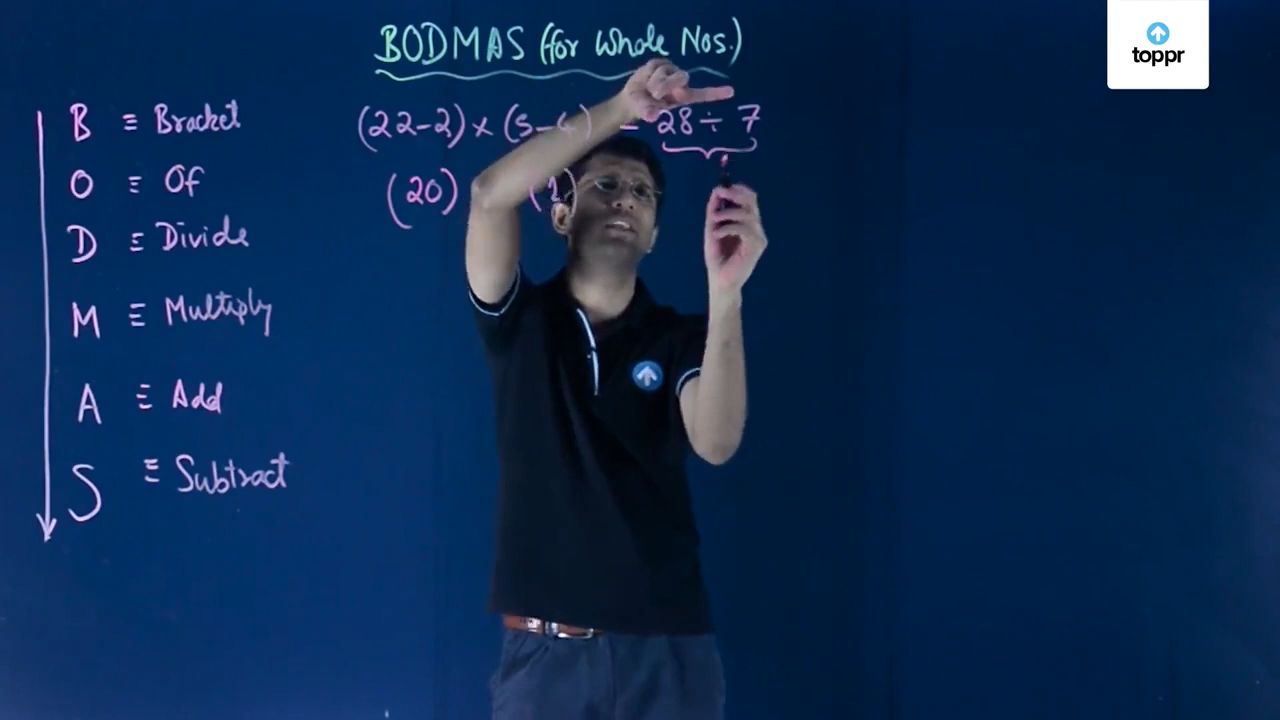 toppr
BODMAS (for Whole Nos.)
B ≡ Bracket
(22-2) × (5- ) - 28 ÷ 7
O ≡ Of
(20)
D ≡ Divide
M ≡ Multiply
A ≡ Add
S ≡ Subtract